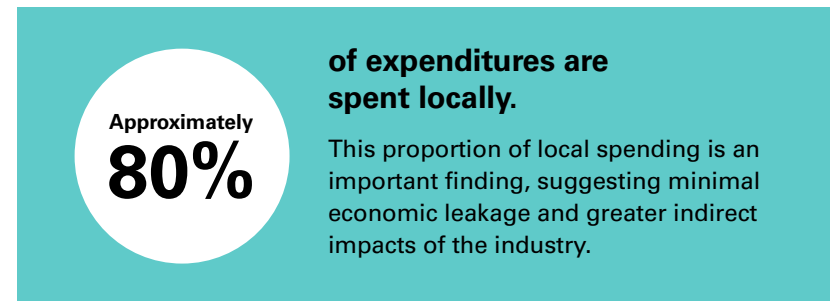 Approximately
80%
of expenditures are
spent locally.
This proportion of local spending is an
important finding, suggesting minimal
economic leakage and greater indirect
impacts of the industry.